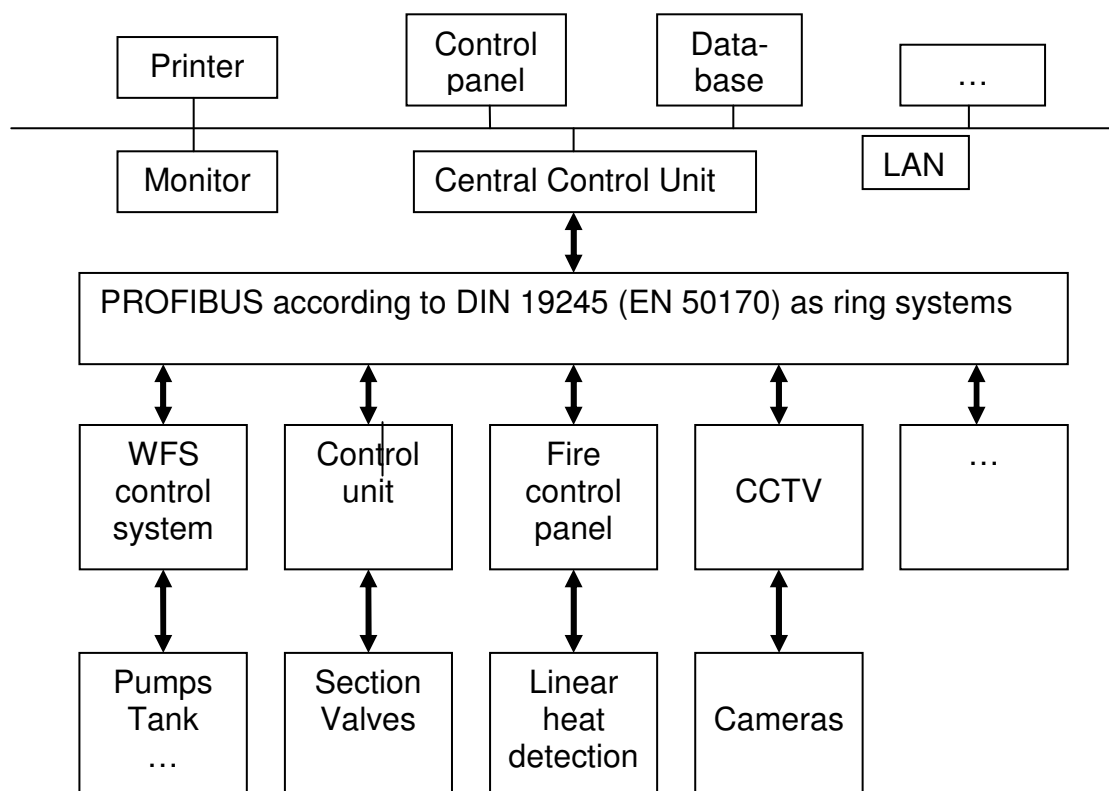 Printer
Control
panel
Data-
base
…
Monitor
Central Control Unit
LAN
PROFIBUS according to DIN 19245 (EN 50170) as ring systems
WFS
control
system
Control
unit
Fire
control
panel
CCTV
…
Pumps
Tank
…
Section
Valves
Linear
heat
detection
Cameras